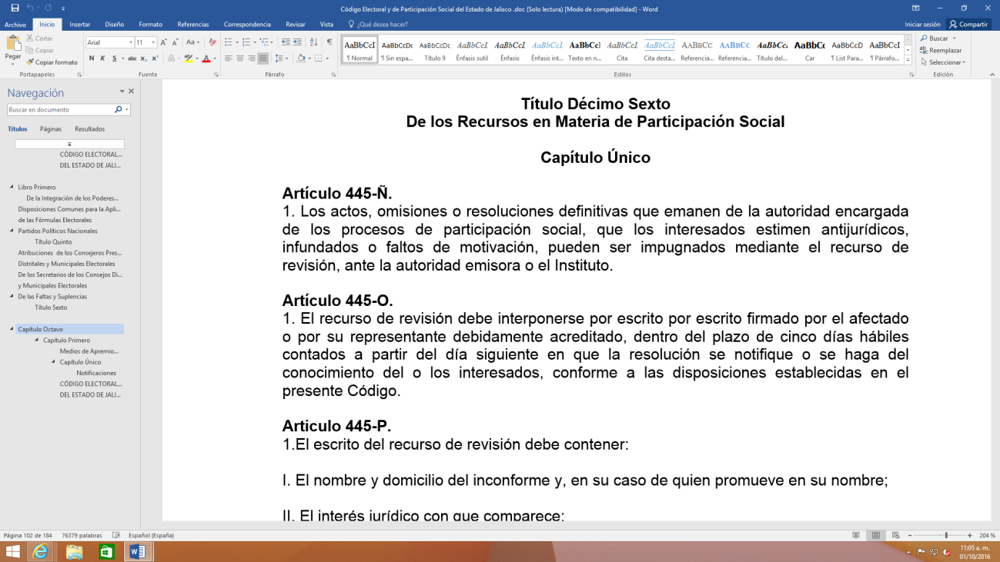 Código Electoral y de Participación Social del Estado de Jalisco .doc (Solo lectura) [Modo de compatibilidad] - Word
Archivo Inicio Insertar Diseño Formato Referencias Correspondencia Revisar Vista ¿Qué desea hacer? Iniciar sesión Compartir
Pegar
Cortar
Copiar
Copiar formato
Portapapeles
Arial 11
N K S abc x₂ x²
Fuente
Párrafo
AaBbCcI AaBbCcDc AaBbCcDc AaBbCcI AaBbCcI AaBbCcI AaBbCcI AaBbCcI AaBbCcI AABBCC AABBCC AaBbCc. AaBbCc AaBbCcD AaBbCcI
¶ Normal ¶ Sin espa... Título 9 Énfasis sutil Énfasis Énfasis int... Texto en n... Cita Cita desta... Referencia... Referencia... Título del... Car ¶ List Para... ¶ Párrafo...
Estilos
Buscar
Reemplazar
Seleccionar
Edición
Navegación
Buscar en documento
Títulos Páginas Resultados
CÓDIGO ELECTORAL...
DEL ESTADO DE JALI...
Libro Primero
De la Integración de los Poderes...
Disposiciones Comunes para la Apli...
de las Fórmulas Electorales
Partidos Políticos Nacionales
Título Quinto
Atribuciones de los Consejeros Pres...
Distritales y Municipales Electorales
De los Secretarios de los Consejos Di...
y Municipales Electorales
De las Faltas y Suplencias
Título Sexto
Capítulo Octavo
Capítulo Primero
Medios de Apremio...
Capítulo Único
Notificaciones
CÓDIGO ELECTORAL...
DEL ESTADO DE JALI...
Título Décimo Sexto
De los Recursos en Materia de Participación Social
Capítulo Único
Artículo 445-Ñ.
1. Los actos, omisiones o resoluciones definitivas que emanen de la autoridad encargada
de los procesos de participación social, que los interesados estimen antijurídicos,
infundados o faltos de motivación, pueden ser impugnados mediante el recurso de
revisión, ante la autoridad emisora o el Instituto.
Artículo 445-O.
1. El recurso de revisión debe interponerse por escrito por escrito firmado por el afectado
o por su representante debidamente acreditado, dentro del plazo de cinco días hábiles
contados a partir del día siguiente en que la resolución se notifique o se haga del
conocimiento del o los interesados, conforme a las disposiciones establecidas en el
presente Código.
Articulo 445-P.
1.El escrito del recurso de revisión debe contener:
I. El nombre y domicilio del inconforme y, en su caso de quien promueve en su nombre;
II. El interés jurídico con que comparece;
Página 102 de 184 76379 palabras Español (España) 204 %
11:05 a. m.
01/10/2016